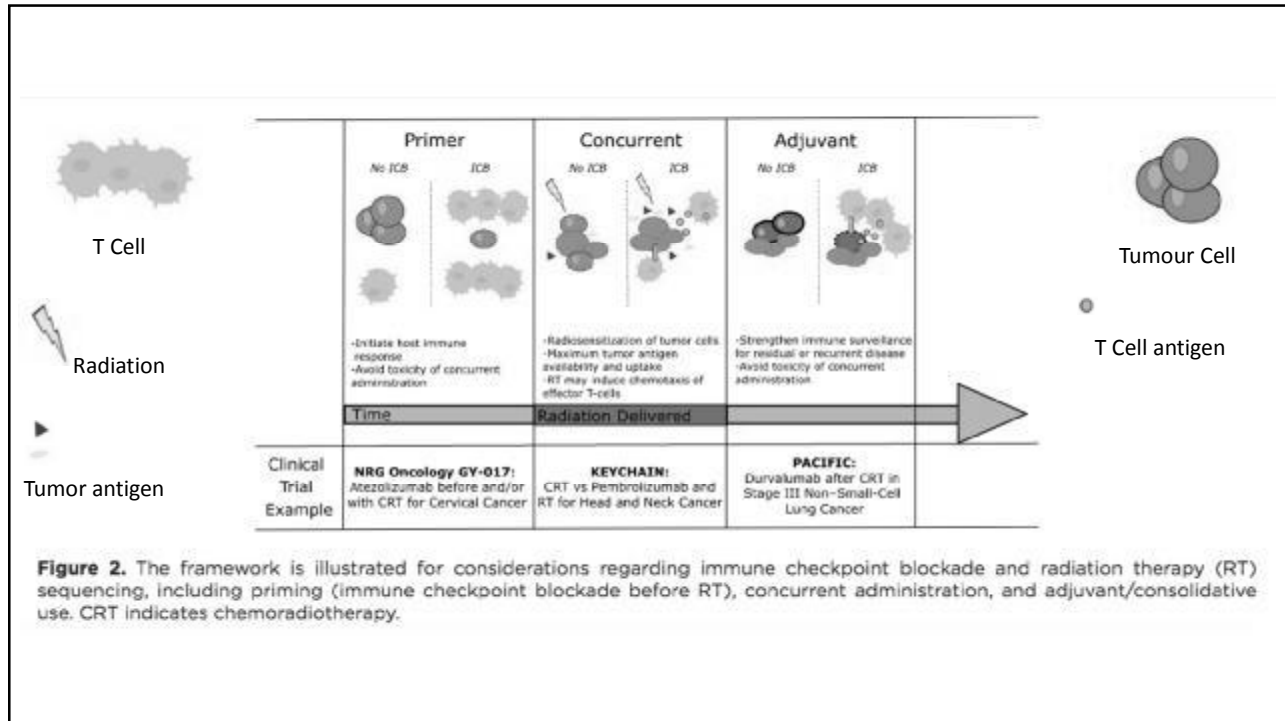 T Cell
Radiation
Tumor antigen
Primer
No ICB
ICB
-Initiate host immune
response
-Avoid toxicity of concurrent
administration
Concurrent
No ICB
ICB
-Radiosensitization of tumor cells
-Maximum tumor antigen
availability and uptake
-RT may induce chemotaxis of
effector T-cells
Adjuvant
No ICB
ICB
-Strengthen immune surveillance
for residual or recurrent disease
-Avoid toxicity of concurrent
administration
Time
Radiation Delivered
Clinical
Trial
Example
NRG Oncology GY-017:
Atezolizumab before and/or
with CRT for Cervical Cancer
KEYCHAIN:
CRT vs Pembrolizumab and
RT for Head and Neck Cancer
PACIFIC:
Durvalumab after CRT in
Stage III Non–Small-Cell
Lung Cancer
Tumour Cell
T Cell antigen
Figure 2. The framework is illustrated for considerations regarding immune checkpoint blockade and radiation therapy (RT)
sequencing, including priming (immune checkpoint blockade before RT), concurrent administration, and adjuvant/consolidative
use. CRT indicates chemoradiotherapy.